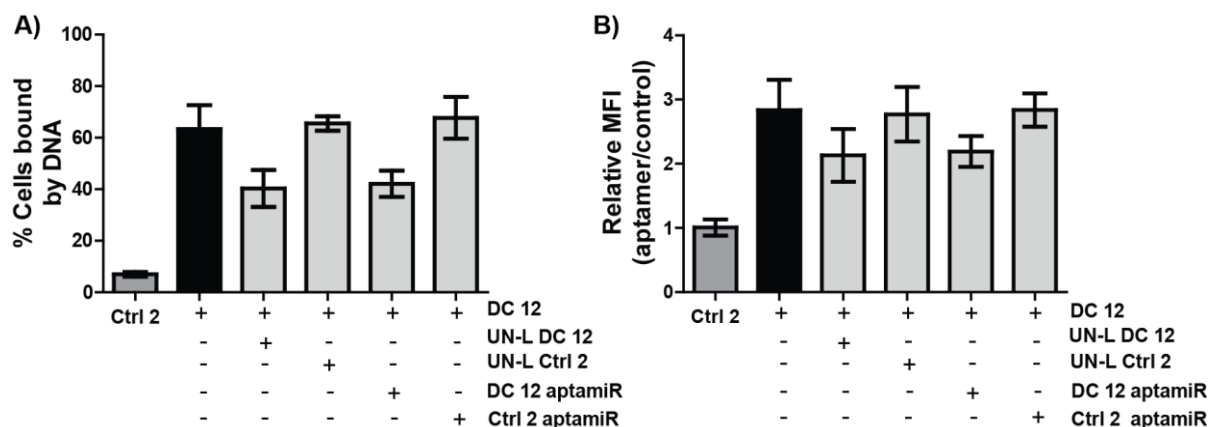 A)
% Cells bound
by DNA
100
80
60
40
20
0
Ctrl 2 + + + + + DC 12
- + - - - UN-L DC 12
- - + - - UN-L Ctrl 2
- - - + - DC 12 aptamiR
- - - - + Ctrl 2 aptamiR
B)
Relative MFI
(aptamer/control)
4
3
2
1
0
Ctrl 2 + + + + + DC 12
- + - - - UN-L DC 12
- - + - - UN-L Ctrl 2
- - - + - DC 12 aptamiR
- - - - + Ctrl 2 aptamiR